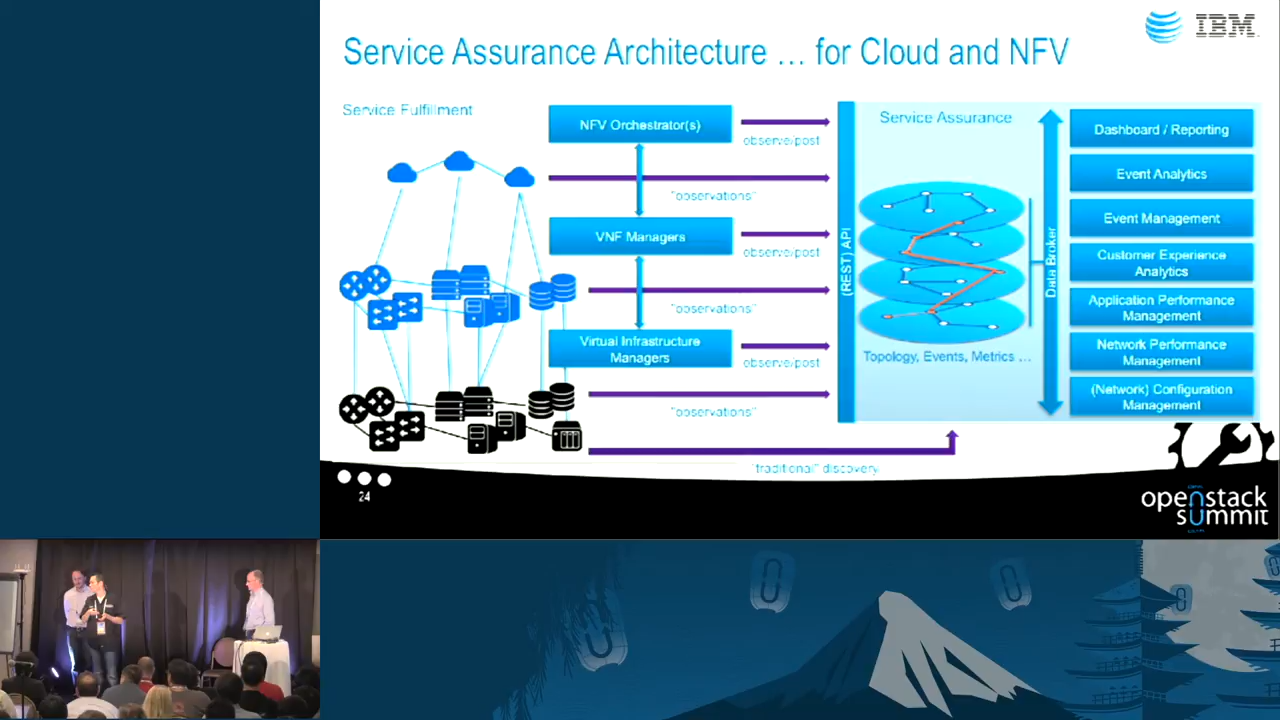 IBM
Service Assurance Architecture ... for Cloud and NFV
Service Fulfillment
NFV Orchestrator(s)
observe/post
"observations"
VNF Managers
observe/post
"observations"
Virtual Infrastructure
Managers
observe/post
"observations"
"traditional" discovery
(REST) API
Service Assurance
Topology, Events, Metrics ...
Data Broker
Dashboard / Reporting
Event Analytics
Event Management
Customer Experience
Analytics
Application Performance
Management
Network Performance
Management
(Network) Configuration
Management
24
openstack
summit